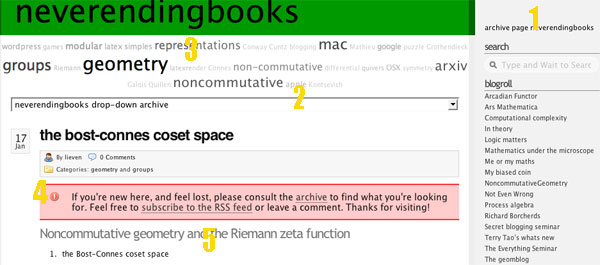 neverendingbooks
1
archive page neverendingbooks
wordpress games modular latex simples representations Conway Cuntz blogging mac Mathieu google puzzle Grothendieck
3
groups Riemann geometry latexrender Connes non-commutative differential quivers OSX symmetry arxiv
Galois Quillen noncommutative apple Kontsevich
2
neverendingbooks drop-down archive
17
Jan
the bost-connes coset space
By lieven 0 Comments
Categories: geometry and groups
4
If you're new here, and feel lost, please consult the archive to find what you're looking
for. Feel free to subscribe to the RSS feed or leave a comment. Thanks for visiting!
Noncommutative geometry and the Riemann zeta function
5
1. the Bost-Connes coset space
search
Type and Wait to Searc
blogroll
Arcadian Functor
Ars Mathematica
Computational complexity
In theory
Logic matters
Mathematics under the microscope
Me or my maths
My biased coin
NoncommutativeGeometry
Not Even Wrong
Process algebra
Richard Borcherds
Secret blogging seminar
Terry Tao's whats new
The Everything Seminar
The geomblog